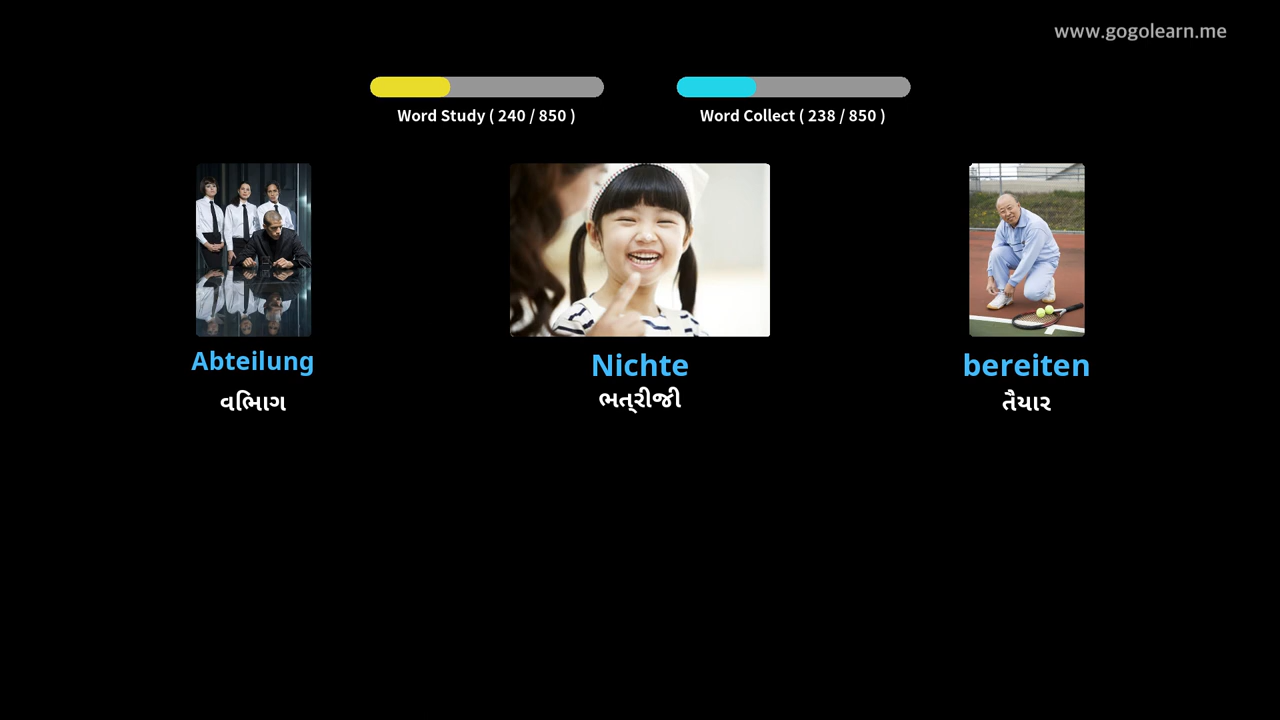 www.gogolearn.me
Word Study ( 240 / 850 )
Word Collect ( 238 / 850 )
Abteilung
Nichte
bereiten
વિભાગ
ભત્રીજી
તૈયાર